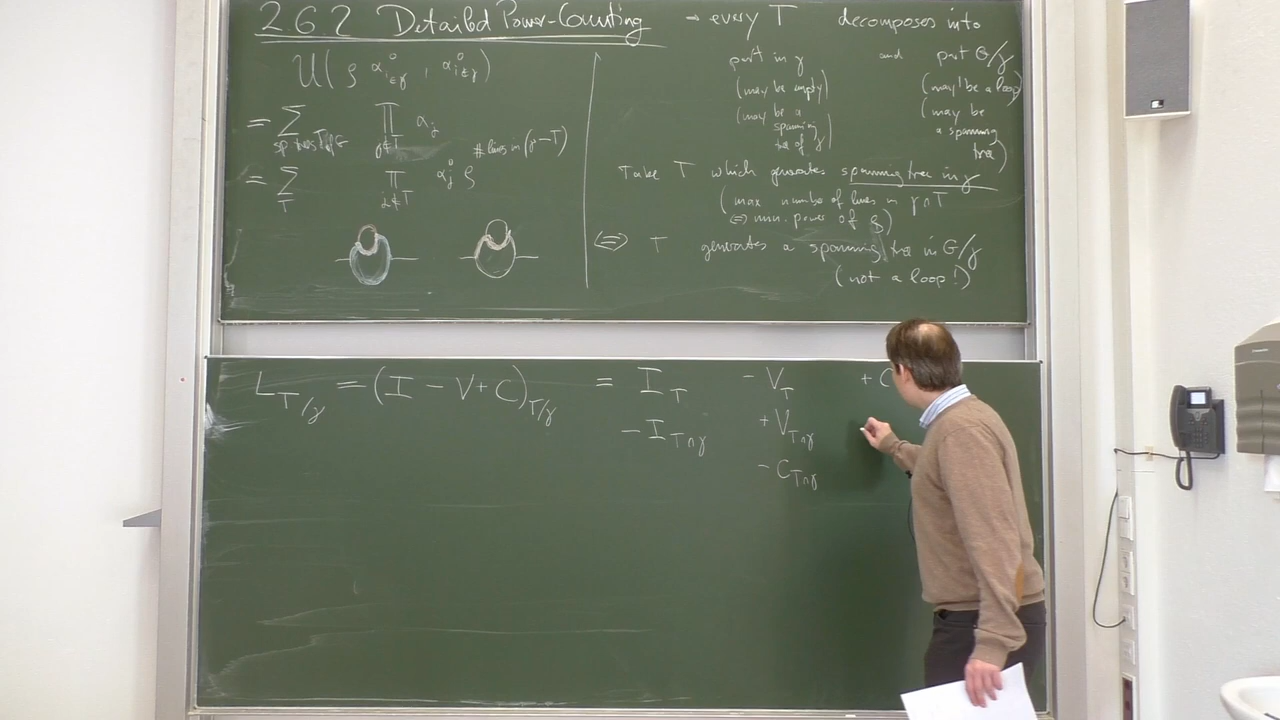 2.6.2 Detailed Power-Counting
U(ρ α⁰_{i∈γ}, α⁰_{i∉γ})
= Σ_{sp. trees T of G} Π_{j∉T} α_j
= Σ_T Π_{j∉T} α⁰_j ρ^{# lines in (γ-T)}
→ every T decomposes into
part in γ and part G/γ
(may be empty) (may be a loop)
(may be a spanning tree of γ) (may be a spanning tree)
Take T which generates spanning tree in γ
(max number of lines in γ∩T
⇔ min. power of ρ)
⇔ T generates a spanning tree in G/γ
(not a loop!)
L_{T/γ} = (I - V + C)_{T/γ} = I_T - V_T + C
- I_{T∩γ} + V_{T∩γ}
- C_{T∩γ}